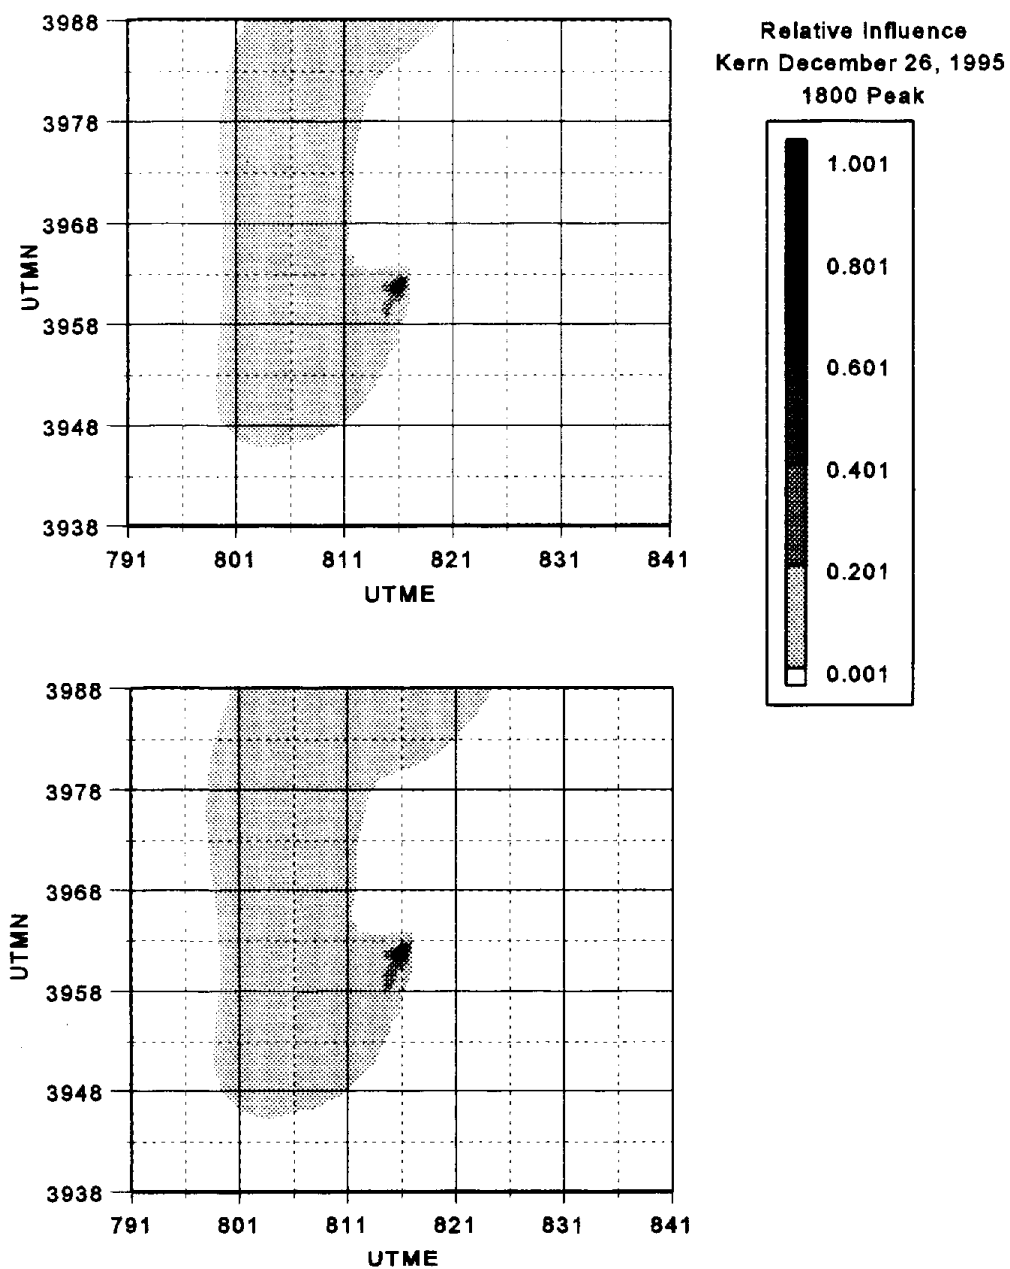 3988
3978
3968
3958
3948
3938
UTMN
791 801 811 821 831 841
UTME
Relative Influence
Kern December 26, 1995
1800 Peak
1.001
0.801
0.601
0.401
0.201
0.001
3988
3978
3968
3958
3948
3938
UTMN
791 801 811 821 831 841
UTME